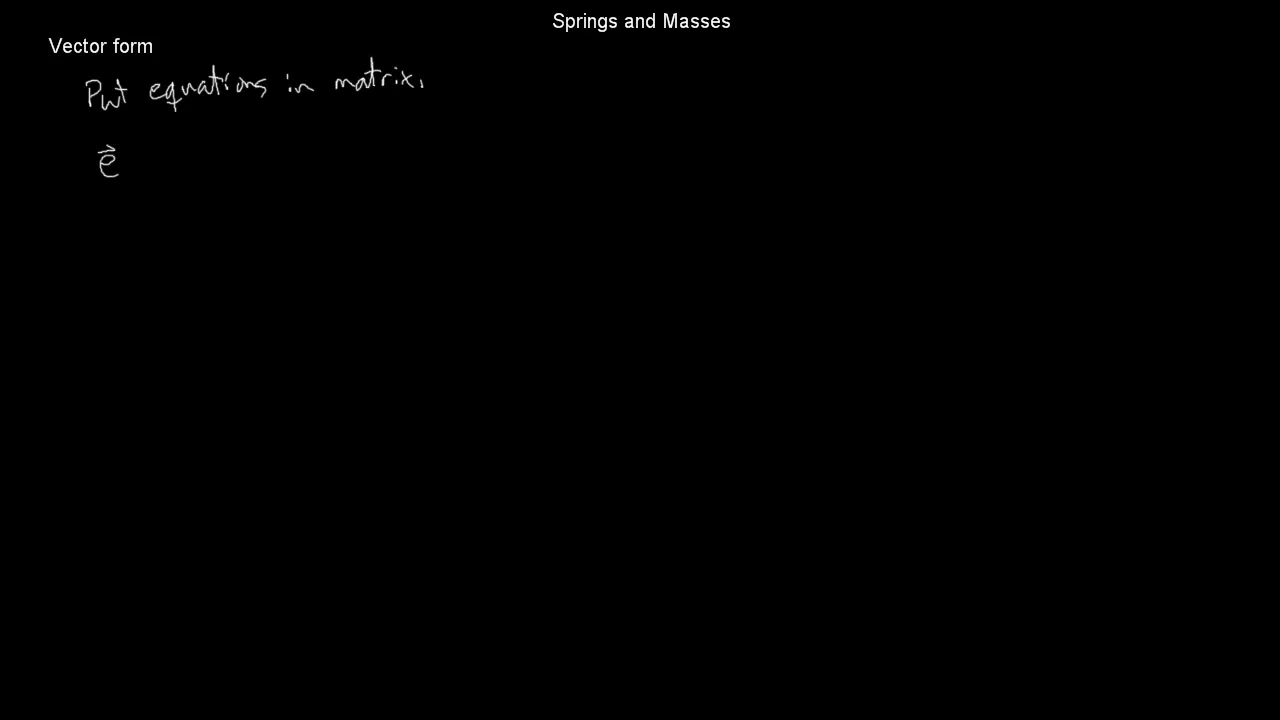 Springs and Masses
Vector form
Put equations in matrix.
e⃗